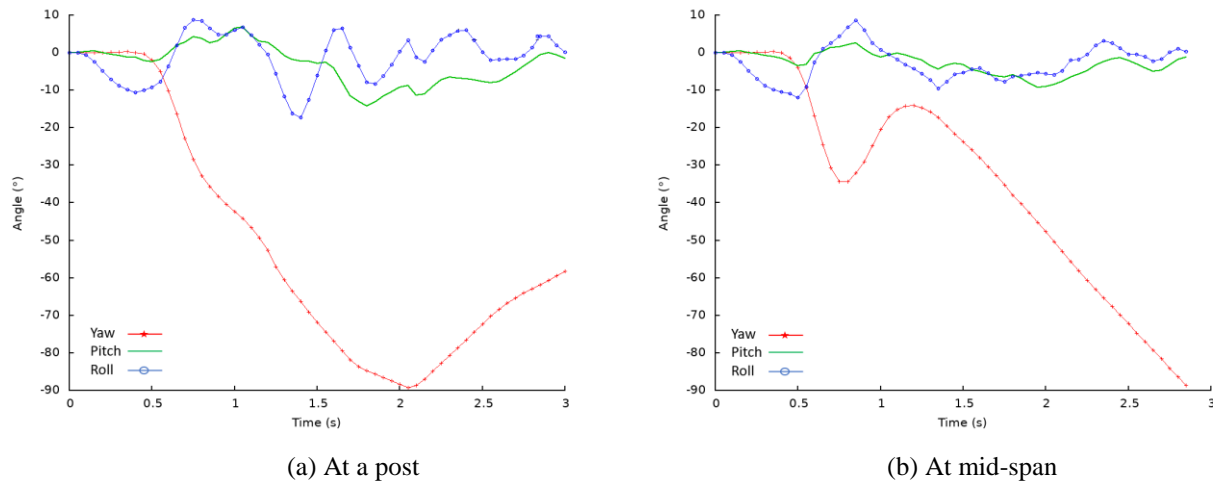 10
0
-10
-20
-30
-40
-50
-60
-70
-80
-90
Angle (°)
Yaw
Pitch
Roll
0 0.5 1 1.5 2 2.5 3
Time (s)
(a) At a post
10
0
-10
-20
-30
-40
-50
-60
-70
-80
-90
Angle (°)
Yaw
Pitch
Roll
0 0.5 1 1.5 2 2.5 3
Time (s)
(b) At mid-span